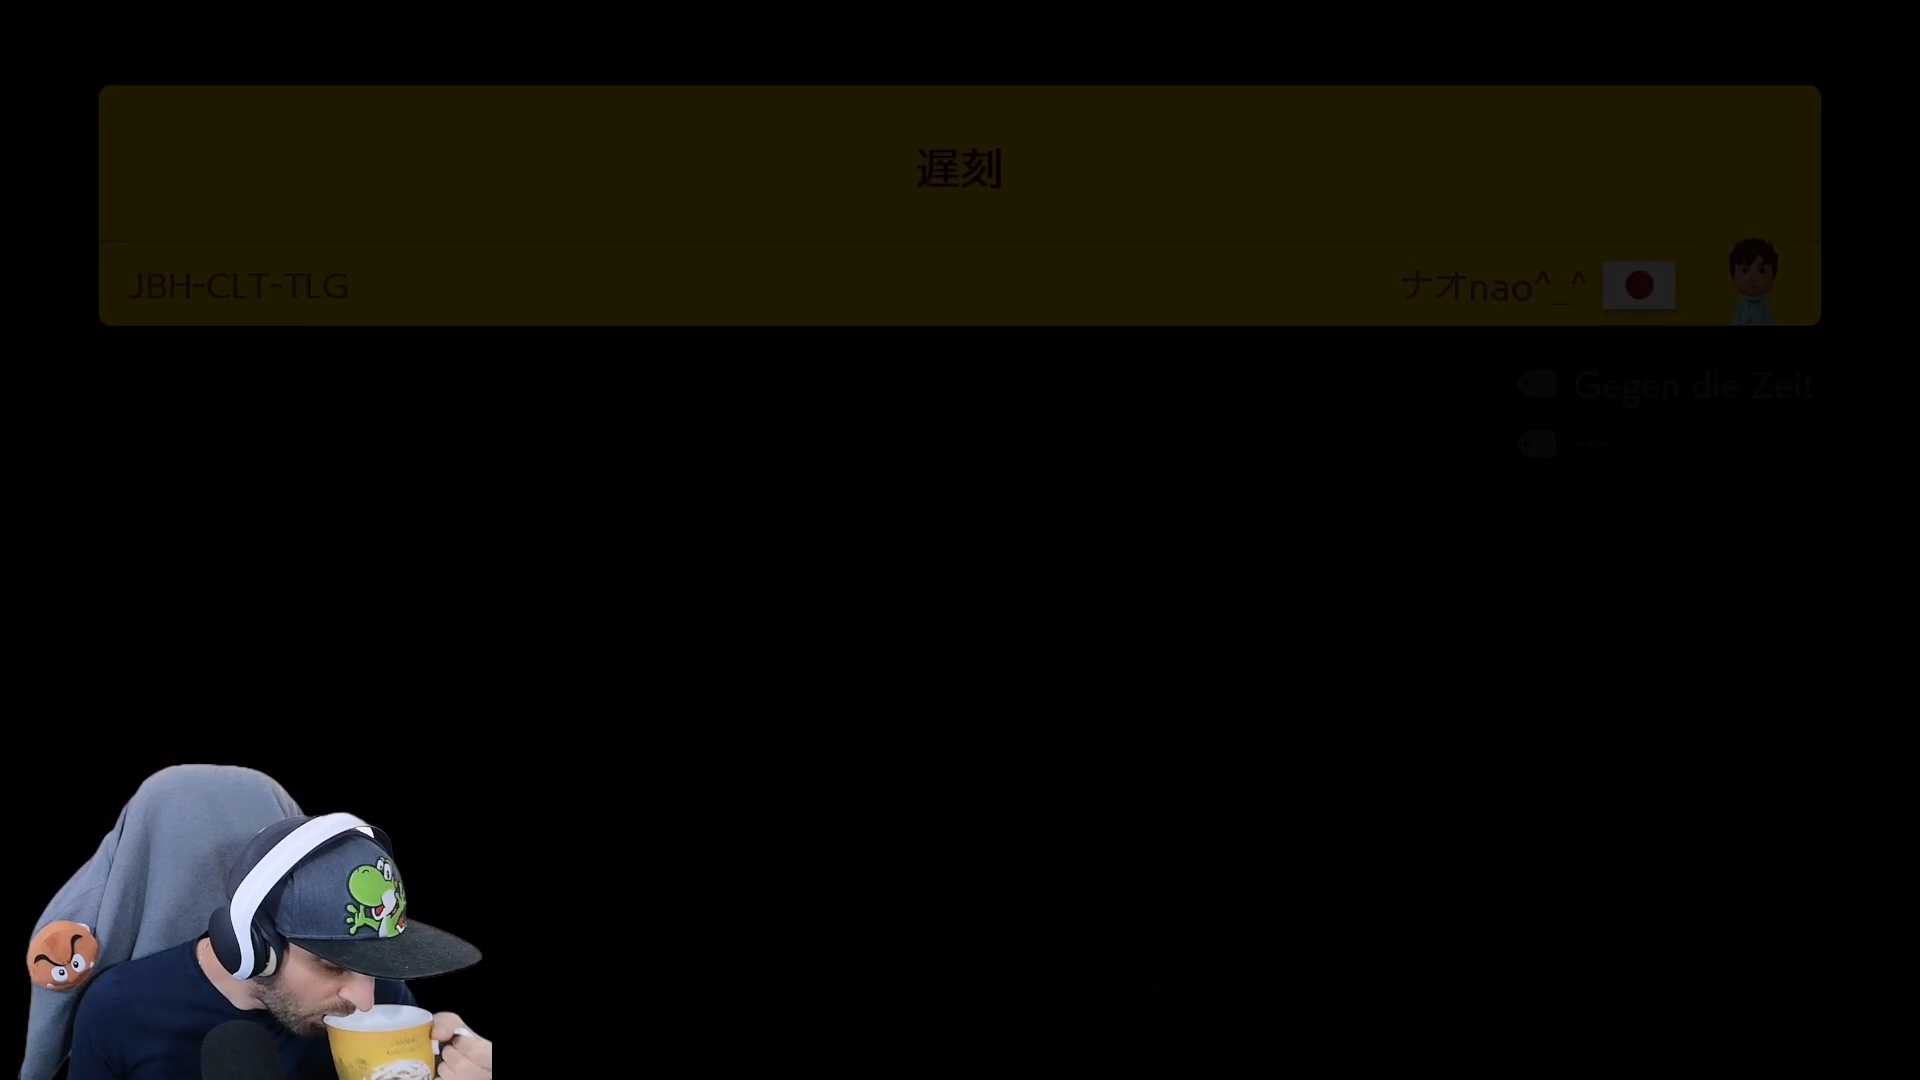 遅刻
JBH-CLT-TLG
ナオnao^_^
Gegen die Zeit
---